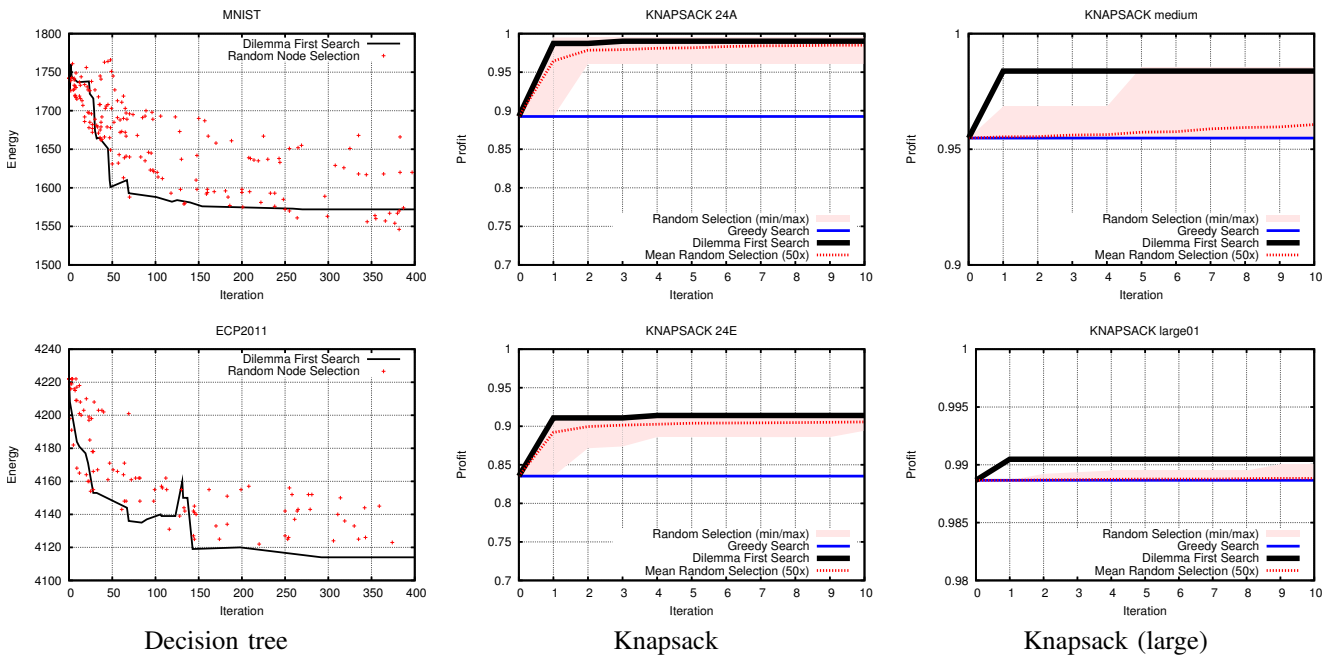 MNIST
1800
1750
1700
1650
1600
1550
1500
0 50 100 150 200 250 300 350 400
Energy
Iteration
Dilemma First Search
Random Node Selection
KNAPSACK 24A
1
0.95
0.9
0.85
0.8
0.75
0.7
0 1 2 3 4 5 6 7 8 9 10
Profit
Iteration
Random Selection (min/max)
Greedy Search
Dilemma First Search
Mean Random Selection (50x)
KNAPSACK medium
1
0.95
0.9
0 1 2 3 4 5 6 7 8 9 10
Profit
Iteration
Random Selection (min/max)
Greedy Search
Dilemma First Search
Mean Random Selection (50x)
ECP2011
4240
4220
4200
4180
4160
4140
4120
4100
0 50 100 150 200 250 300 350 400
Energy
Iteration
Dilemma First Search
Random Node Selection
KNAPSACK 24E
1
0.95
0.9
0.85
0.8
0.75
0.7
0 1 2 3 4 5 6 7 8 9 10
Profit
Iteration
Random Selection (min/max)
Greedy Search
Dilemma First Search
Mean Random Selection (50x)
KNAPSACK large01
1
0.995
0.99
0.985
0.98
0 1 2 3 4 5 6 7 8 9 10
Profit
Iteration
Random Selection (min/max)
Greedy Search
Dilemma First Search
Mean Random Selection (50x)
Decision tree
Knapsack
Knapsack (large)